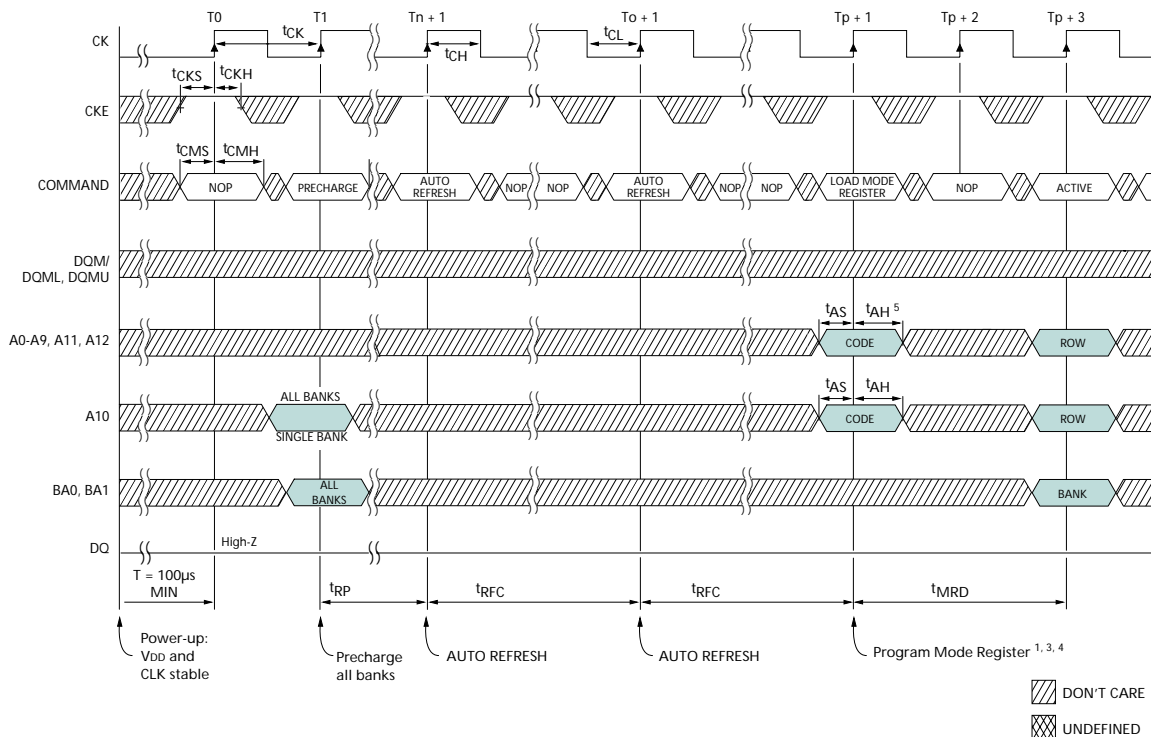 T0 T1 Tn + 1 To + 1 Tp + 1 Tp + 2 Tp + 3
CK
tCK tCH tCL
tCKS tCKH
CKE
tCMS tCMH
COMMAND NOP PRECHARGE AUTO REFRESH NOP NOP AUTO REFRESH NOP NOP LOAD MODE REGISTER NOP ACTIVE
DQM/
DQML, DQMU
tAS tAH 5
A0-A9, A11, A12 CODE ROW
ALL BANKS tAS tAH
A10 CODE ROW
SINGLE BANK
BA0, BA1 ALL BANKS BANK
High-Z
DQ
T = 100µs
MIN tRP tRFC tRFC tMRD
Power-up:
VDD and
CLK stable
Precharge
all banks
AUTO REFRESH
AUTO REFRESH
Program Mode Register 1, 3, 4
DON'T CARE
UNDEFINED